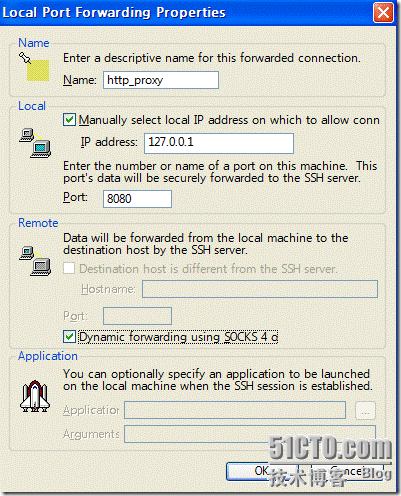 Local Port Forwarding Properties
Name
Enter a descriptive name for this forwarded connection.
Name: http_proxy
Local
Manually select local IP address on which to allow conn
IP address: 127.0.0.1
Enter the number or name of a port on this machine. This
port's data will be securely forwarded to the SSH server.
Port: 8080
Remote
Data will be forwarded from the local machine to the
destination host by the SSH server.
Destination host is different from the SSH server.
Hostname:
Port:
Dynamic forwarding using SOCKS 4 o
Application
You can optionally specify an application to be launched
on the local machine when the SSH session is established.
Application
...
Arguments
51CTO.com
技术博客 Blog
OK
Cancel